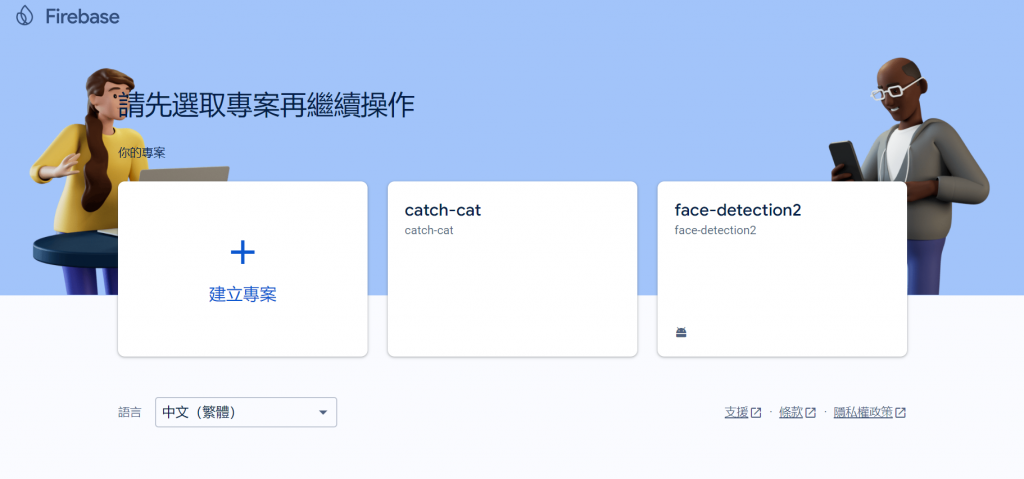 Firebase
請先選取專案再繼續操作
你的專案
建立專案
catch-cat
catch-cat
face-detection2
face-detection2
語言
中文（繁體）
支援 · 條款 · 隱私權政策